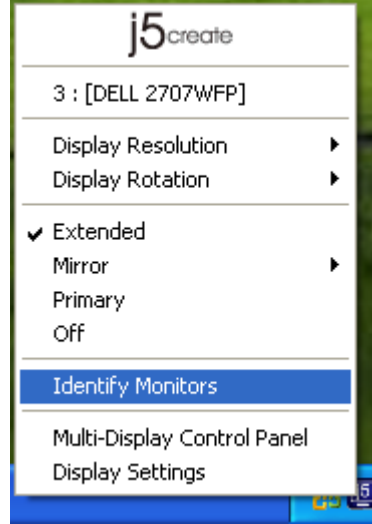 j5create
3 : [DELL 2707WFP]
Display Resolution
Display Rotation
Extended
Mirror
Primary
Off
Identify Monitors
Multi-Display Control Panel
Display Settings